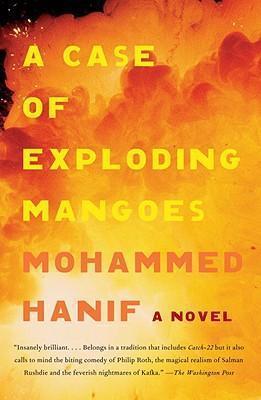 A CASE
OF
EXPLODING
MANGOES
MOHAMMED
HANIF A NOVEL
"Insanely brilliant. . . . Belongs in a tradition that includes Catch-22 but it also
calls to mind the biting comedy of Philip Roth, the magical realism of Salman
Rushdie and the feverish nightmares of Kafka." —The Washington Post